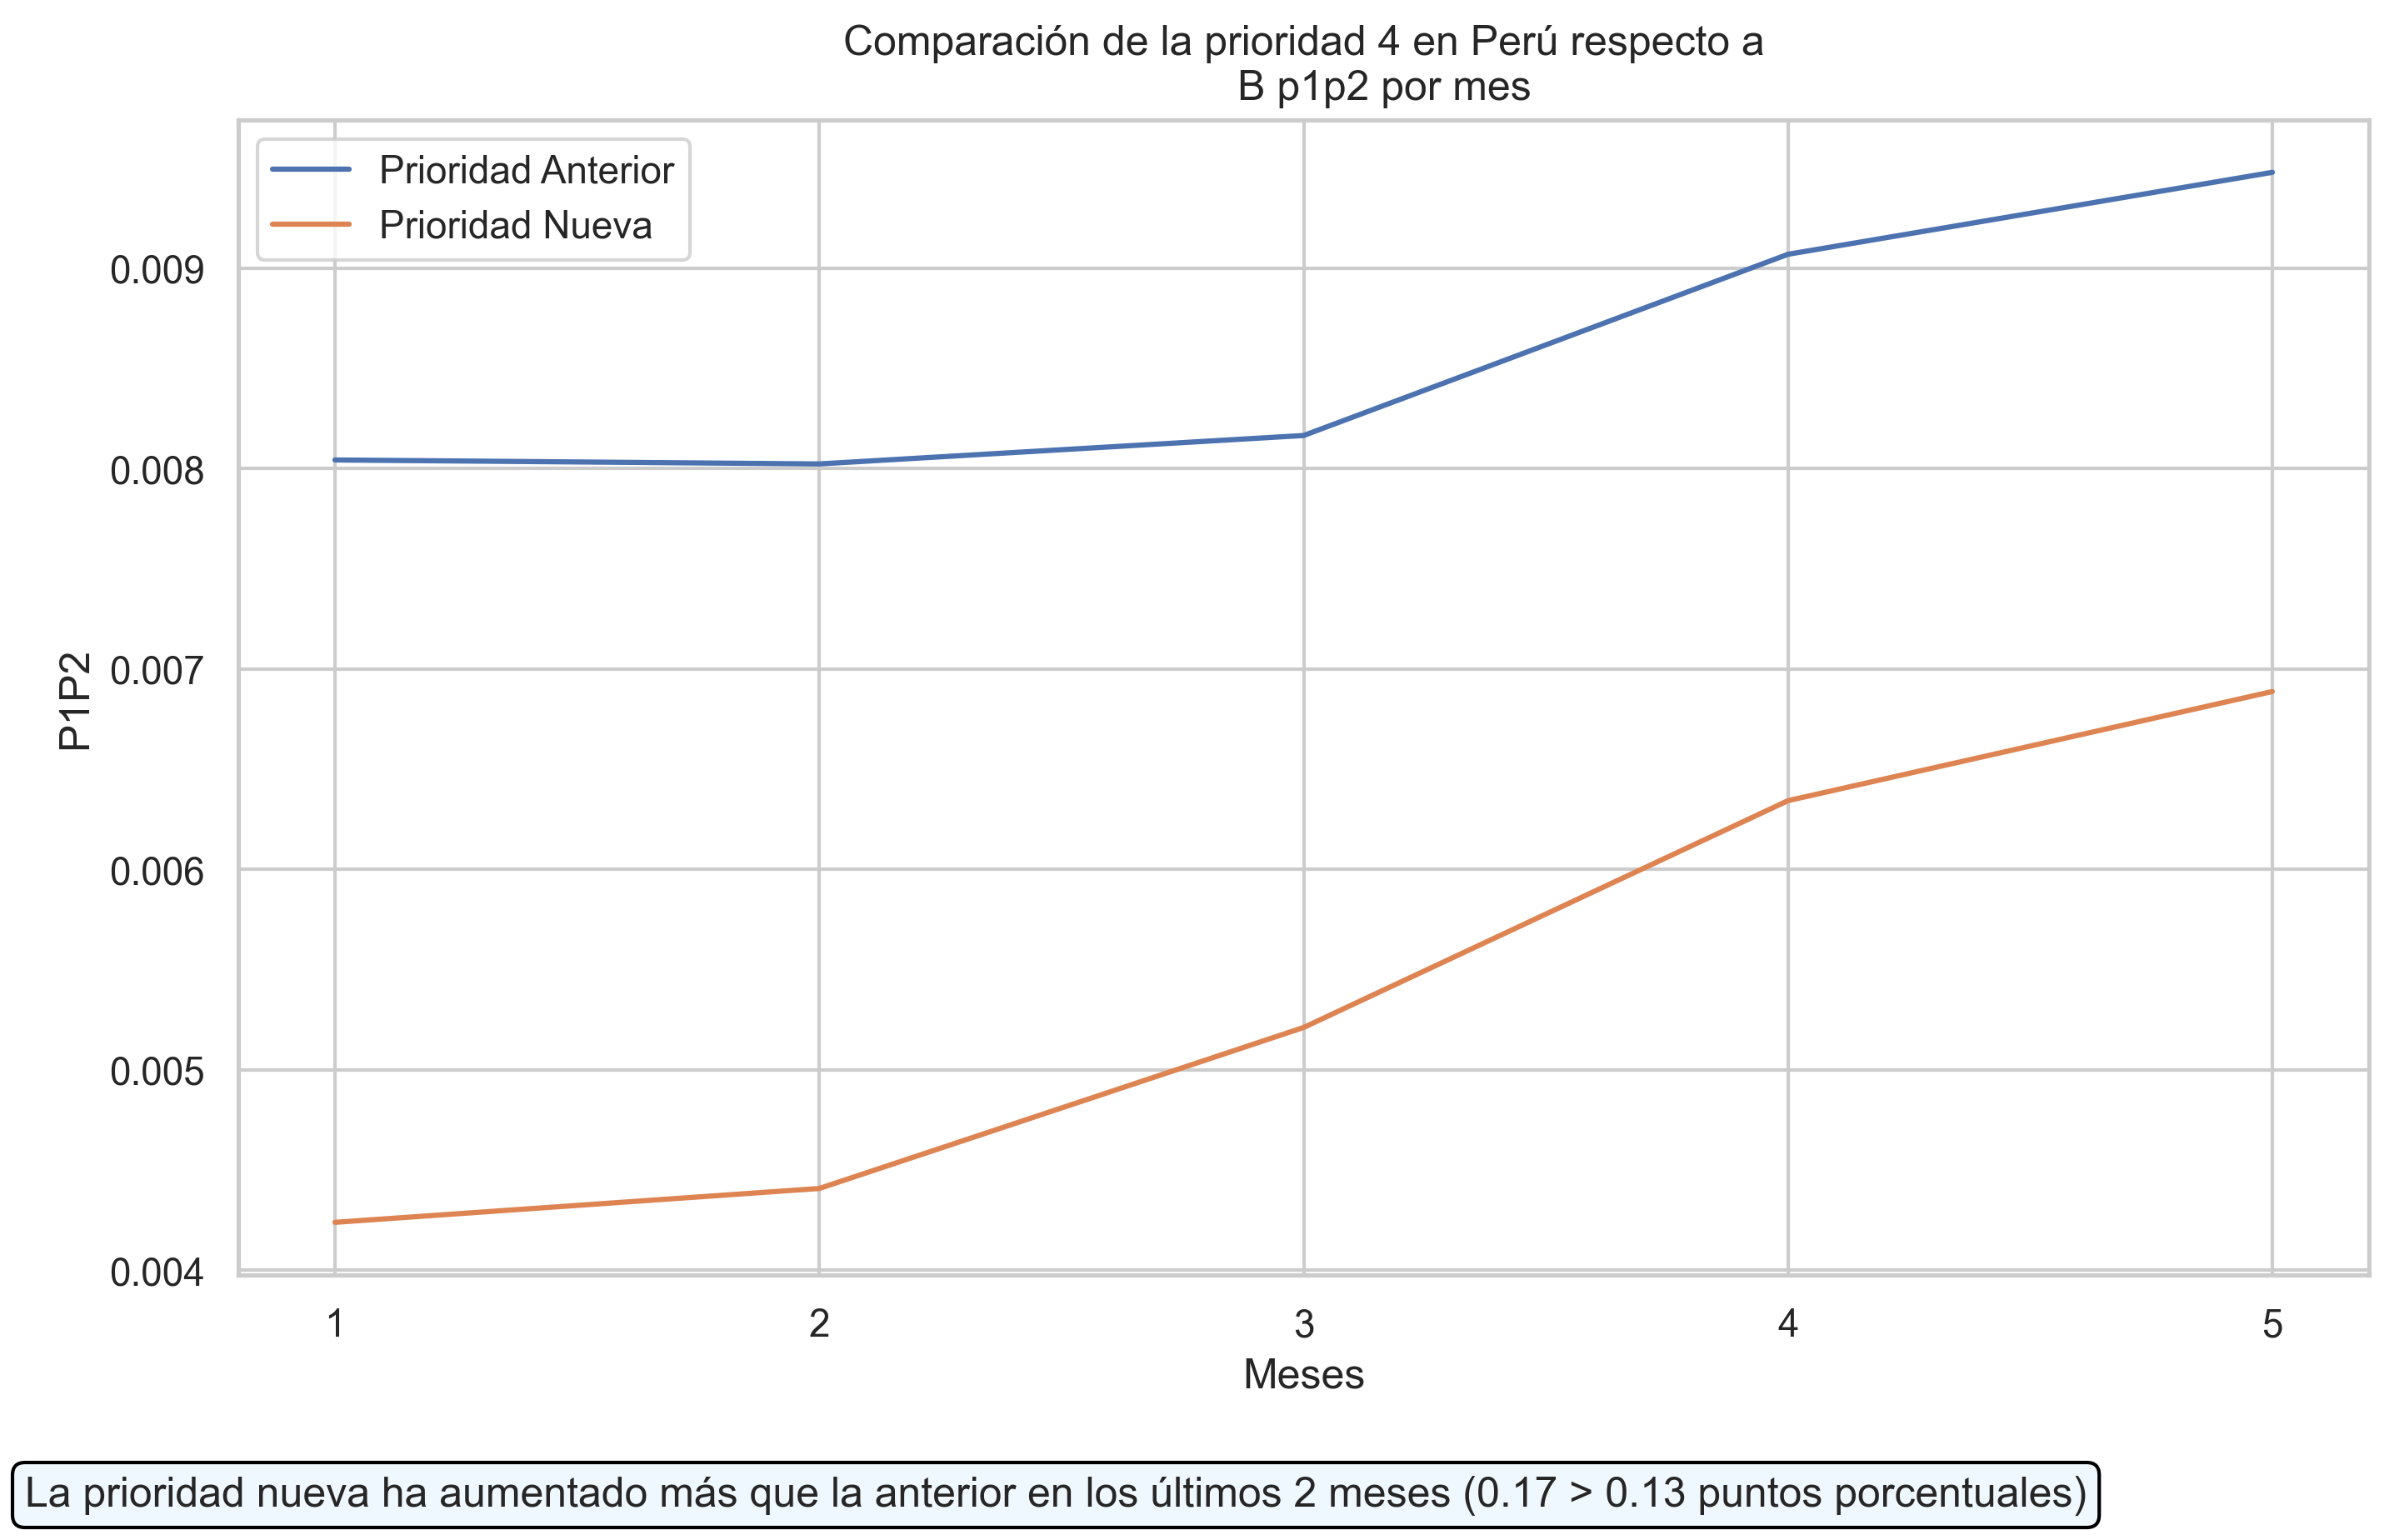 Comparación de la prioridad 4 en Perú respecto a
B p1p2 por mes
Prioridad Anterior
Prioridad Nueva
0.009
0.008
0.007
0.006
0.005
0.004
P1P2
1 2 3 4 5
Meses
La prioridad nueva ha aumentado más que la anterior en los últimos 2 meses (0.17 > 0.13 puntos porcentuales)